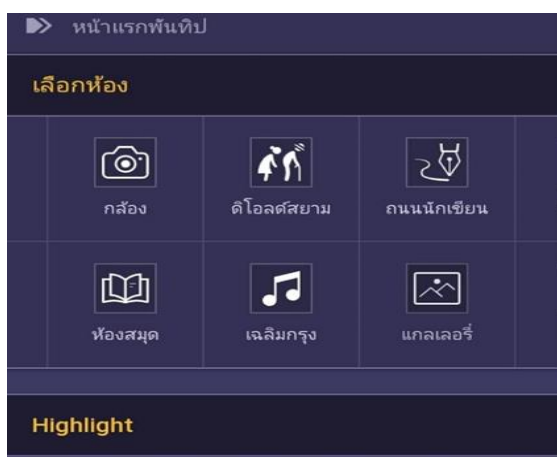 หน้าแรกพันทิป
เลือกห้อง
กล้อง
ดิโอลด์สยาม
ถนนนักเขียน
ห้องสมุด
เฉลิมกรุง
แกลเลอรี่
Highlight